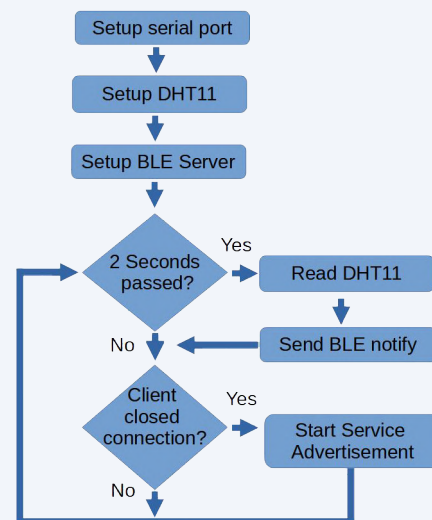 Setup serial port
Setup DHT11
Setup BLE Server
2 Seconds
passed?
Yes
Read DHT11
Send BLE notify
No
Client
closed
connection?
Yes
Start Service
Advertisement
No